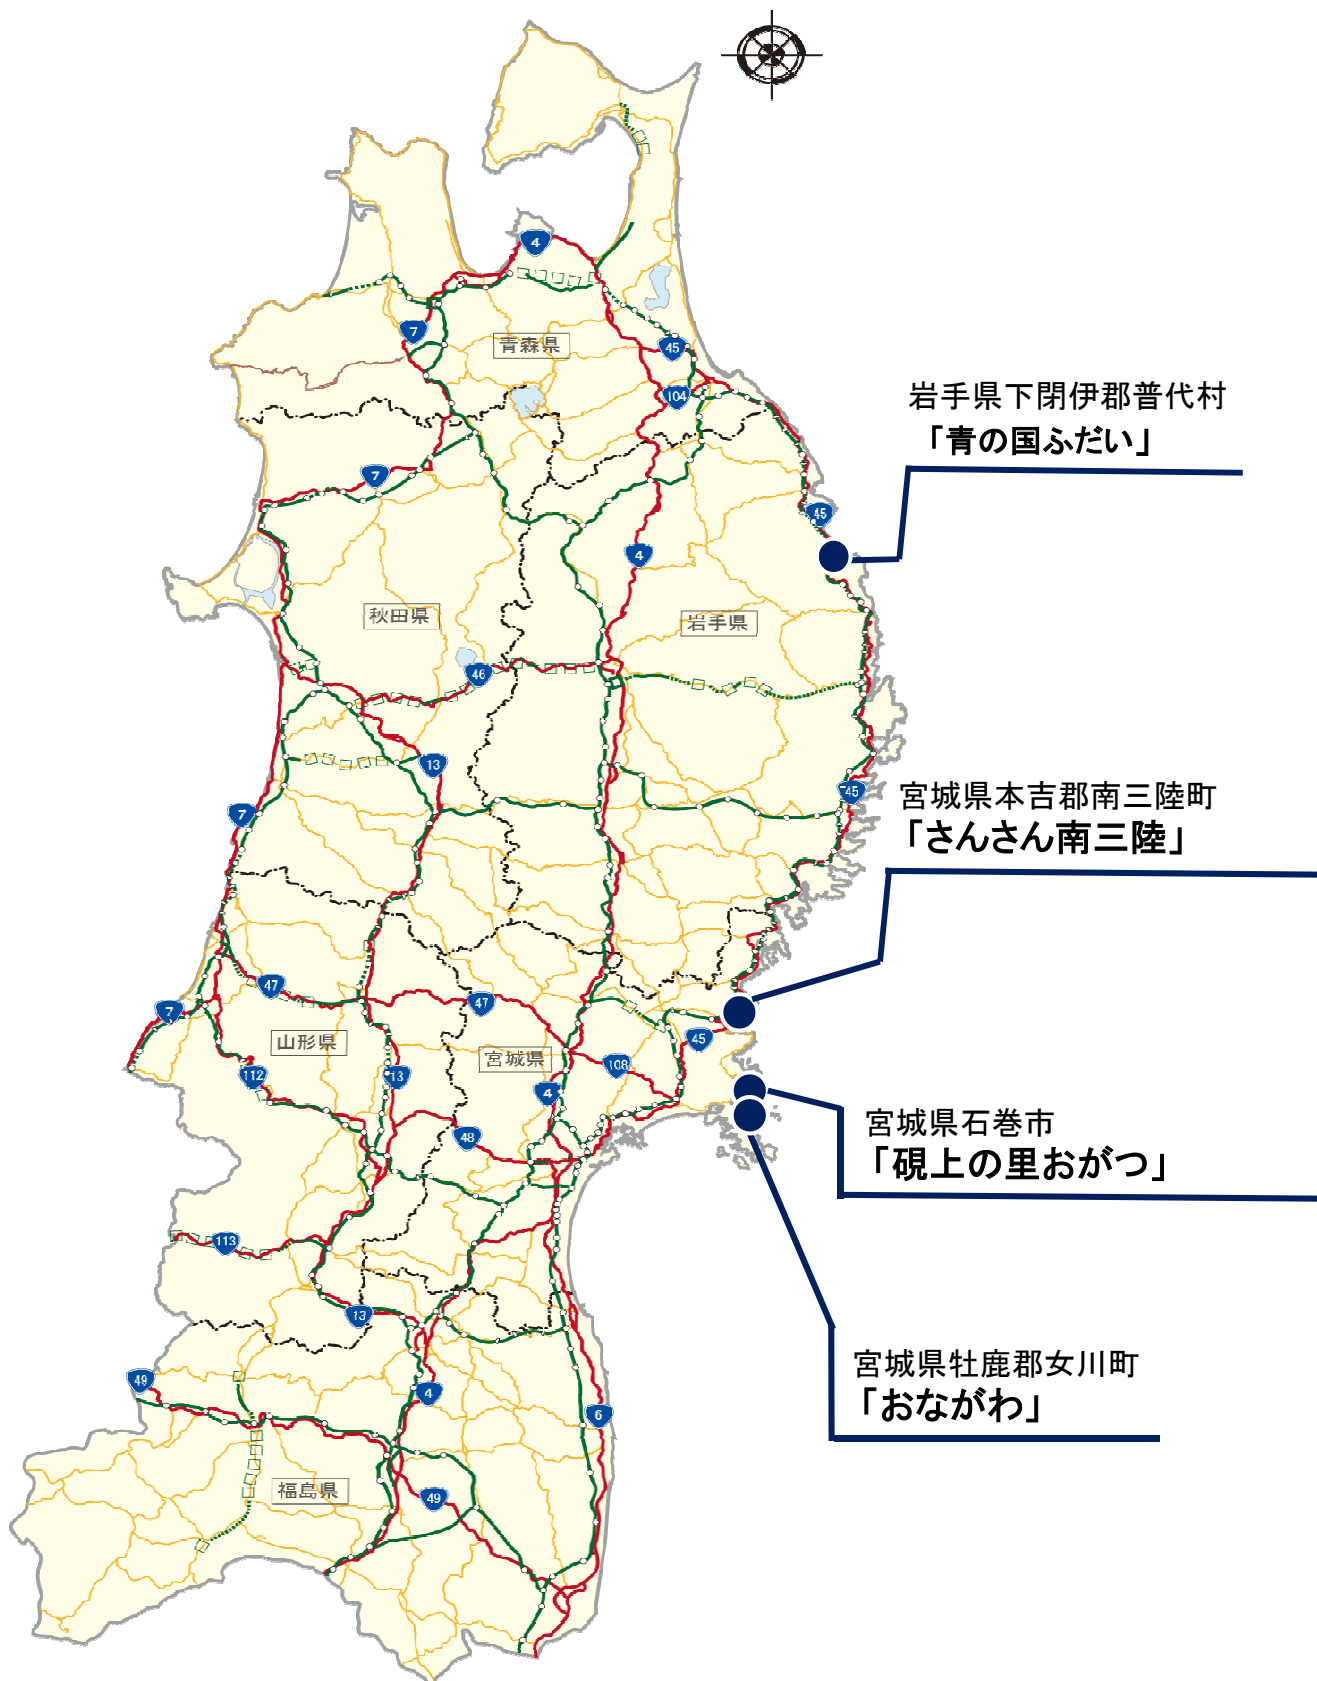 4
7
青森県
45
104
岩手県下閉伊郡普代村
「青の国ふだい」
7
45
4
秋田県
岩手県
46
13
45
宮城県本吉郡南三陸町
「さんさん南三陸」
7
47
47
7
45
山形県
宮城県
108
112
13
4
48
宮城県石巻市
「硯上の里おがつ」
113
13
宮城県牡鹿郡女川町
「おながわ」
49
4
6
福島県
49